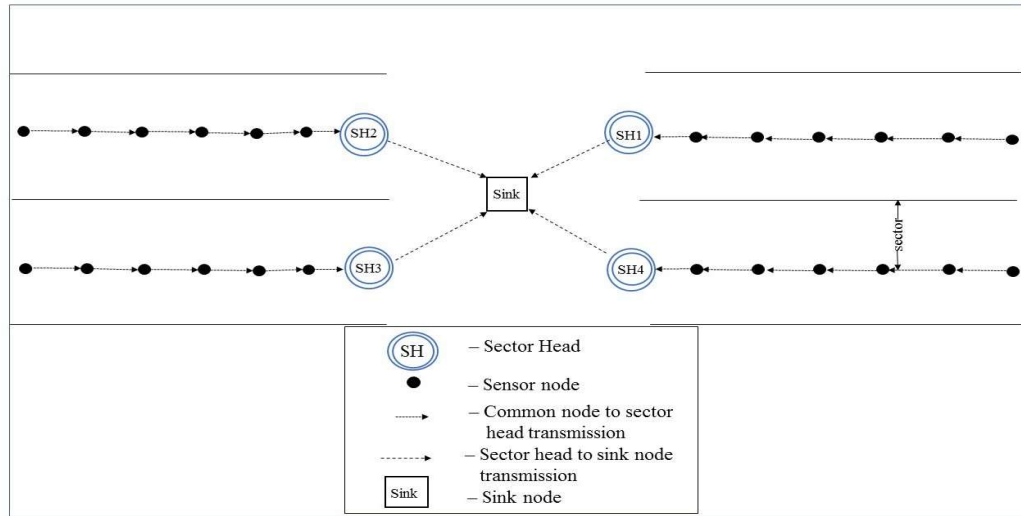 SH2
SH1
Sink
sector
SH3
SH4
SH
– Sector Head
– Sensor node
– Common node to sector
head transmission
– Sector head to sink node
transmission
Sink
– Sink node